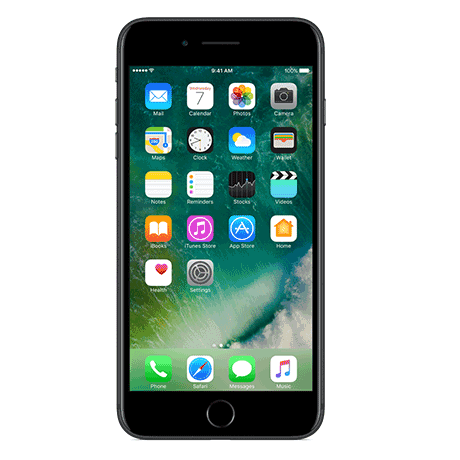 9:41 AM 100%
Wednesday
7
Mail Calendar Photos Camera
Maps Clock Weather Wallet
Notes Reminders Stocks Videos
iBooks iTunes Store App Store Home
Health Settings
Phone Safari Messages Music